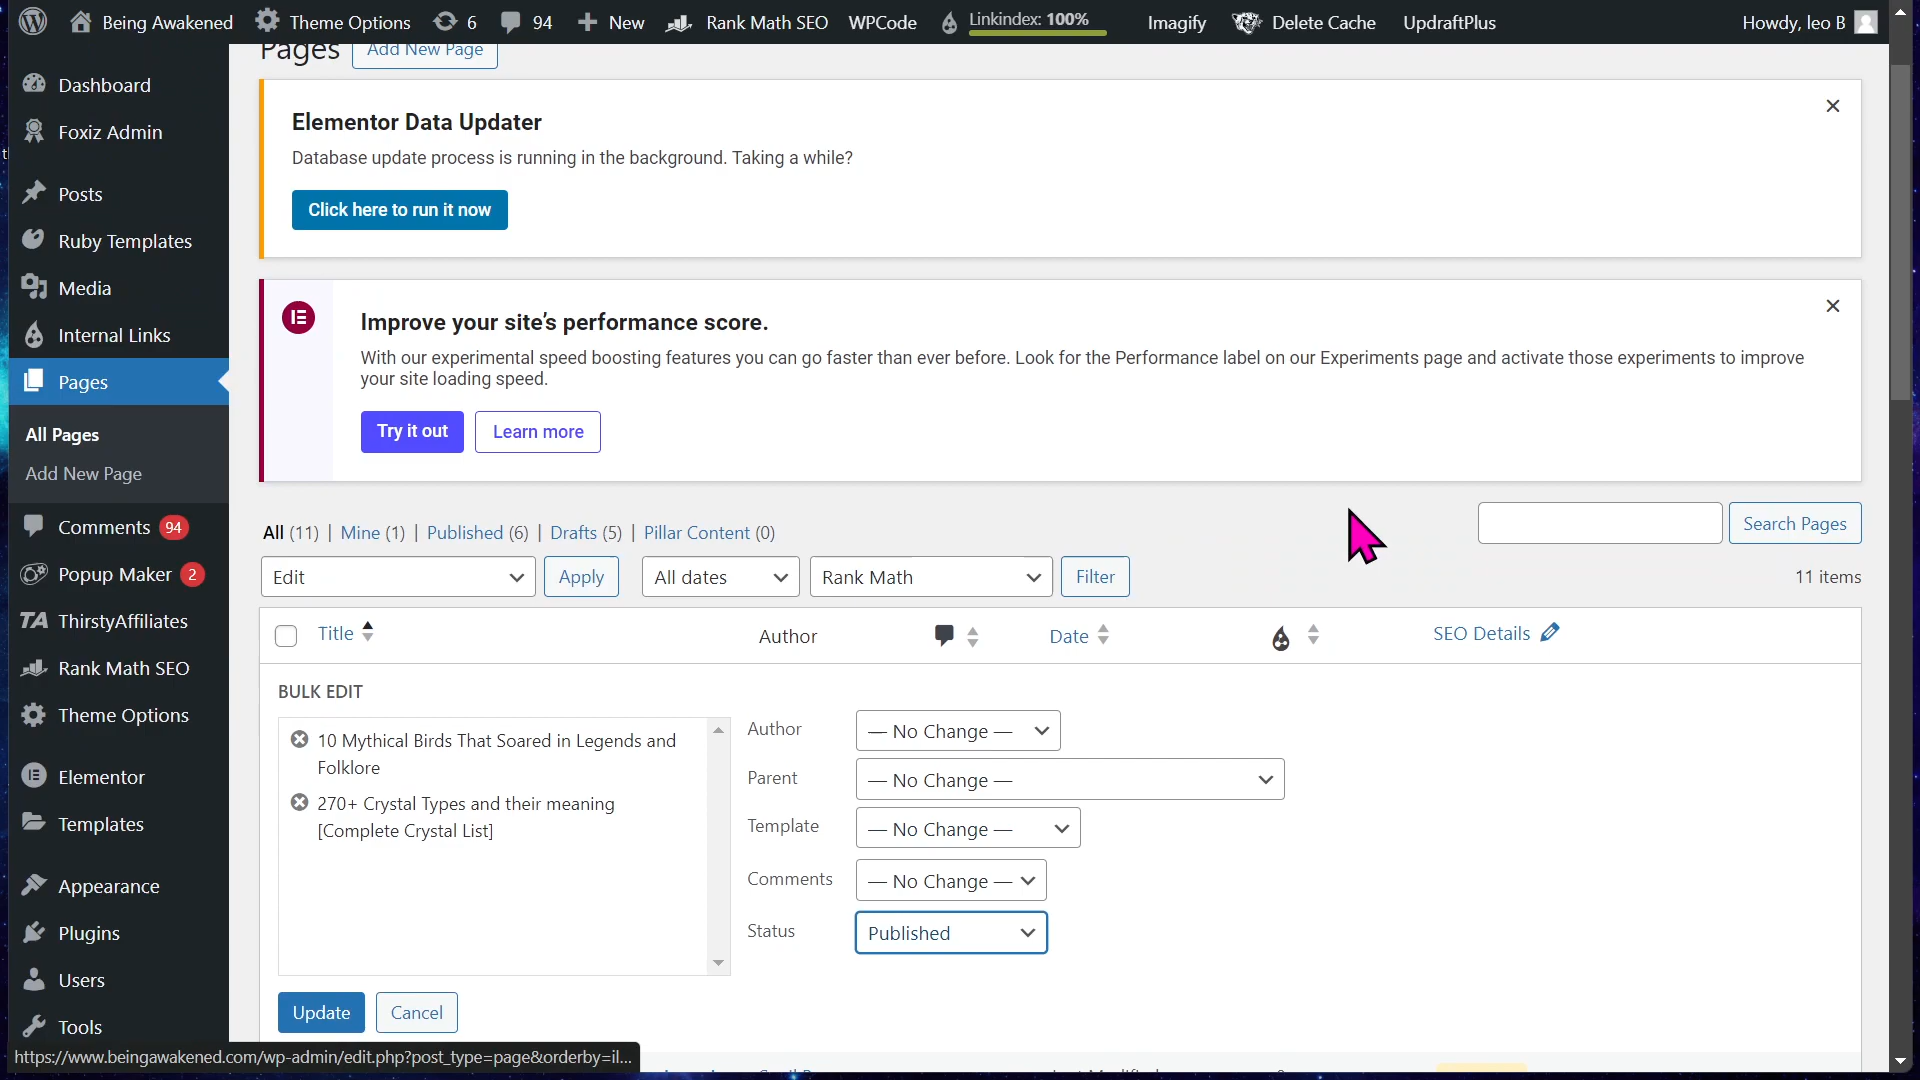 Being Awakened
Theme Options
6
94
New
Rank Math SEO
WPCode
Linkindex: 100%
Imagify
Delete Cache
UpdraftPlus
Howdy, leo B
Pages
Add New Page
Dashboard
Foxiz Admin
Posts
Ruby Templates
Media
Internal Links
Pages
All Pages
Add New Page
Comments 94
Popup Maker 2
TA ThirstyAffiliates
Rank Math SEO
Theme Options
Elementor
Templates
Appearance
Plugins
Users
Tools
Elementor Data Updater
Database update process is running in the background. Taking a while?
Click here to run it now
Improve your site’s performance score.
With our experimental speed boosting features you can go faster than ever before. Look for the Performance label on our Experiments page and activate those experiments to improve
your site loading speed.
Try it out
Learn more
All (11) | Mine (1) | Published (6) | Drafts (5) | Pillar Content (0)
Search Pages
Edit
Apply
All dates
Rank Math
Filter
11 items
Title
Author
Date
SEO Details
BULK EDIT
10 Mythical Birds That Soared in Legends and
Folklore
270+ Crystal Types and their meaning
[Complete Crystal List]
Author
— No Change —
Parent
— No Change —
Template
— No Change —
Comments
— No Change —
Status
Published
Update
Cancel
https://www.beingawakened.com/wp-admin/edit.php?post_type=page&orderby=il...